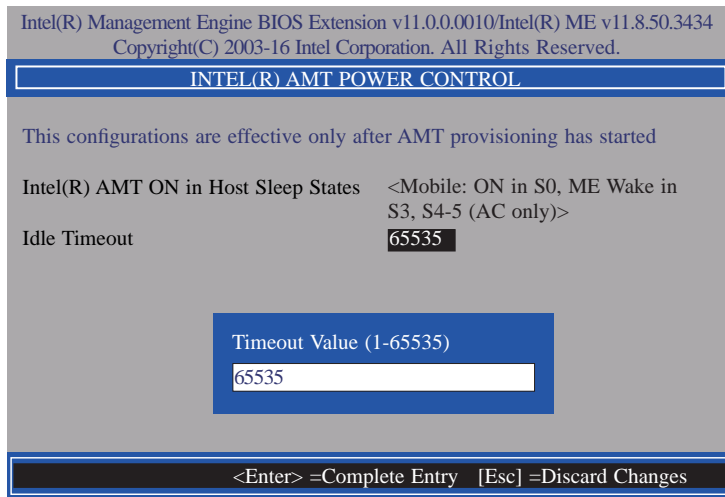 Intel(R) Management Engine BIOS Extension v11.0.0.0010/Intel(R) ME v11.8.50.3434
Copyright(C) 2003-16 Intel Corporation. All Rights Reserved.
INTEL(R) AMT POWER CONTROL
This configurations are effective only after AMT provisioning has started
Intel(R) AMT ON in Host Sleep States <Mobile: ON in S0, ME Wake in
S3, S4-5 (AC only)>
Idle Timeout 65535
Timeout Value (1-65535)
65535
<Enter> =Complete Entry [Esc] =Discard Changes